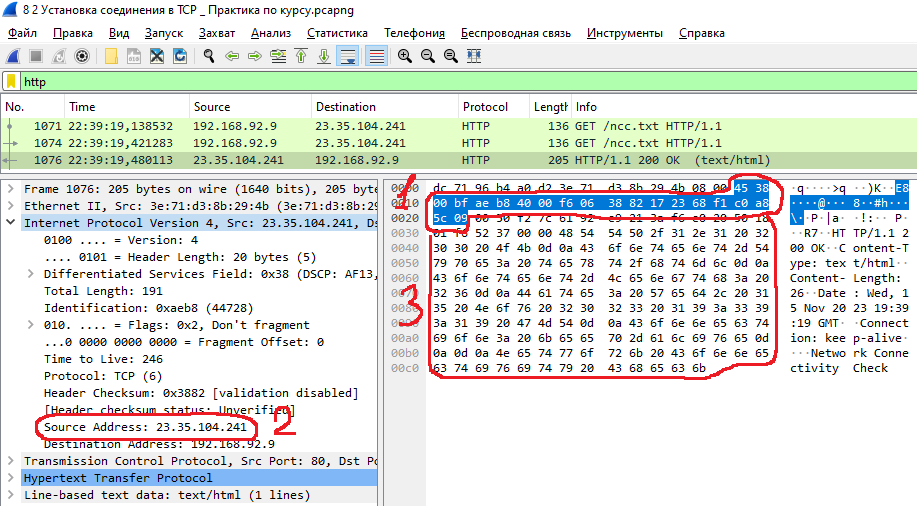 8 2 Установка соединения в TCP _ Практика по курсу.pcapng
Файл Правка Вид Запуск Захват Анализ Статистика Телефония Беспроводная связь Инструменты Справка
http
No. Time Source Destination Protocol Length Info
1071 22:39:19,138532 192.168.92.9 23.35.104.241 HTTP 136 GET /ncc.txt HTTP/1.1
1074 22:39:19,421283 192.168.92.9 23.35.104.241 HTTP 136 GET /ncc.txt HTTP/1.1
1076 22:39:19,480113 23.35.104.241 192.168.92.9 HTTP 205 HTTP/1.1 200 OK (text/html)
Frame 1076: 205 bytes on wire (1640 bits), 205 byte
Ethernet II, Src: 3e:71:d3:8b:29:4b (3e:71:d3:8b:29
Internet Protocol Version 4, Src: 23.35.104.241, Ds
0100 .... = Version: 4
.... 0101 = Header Length: 20 bytes (5)
Differentiated Services Field: 0x38 (DSCP: AF13,
Total Length: 191
Identification: 0xaeb8 (44728)
010. .... = Flags: 0x2, Don't fragment
...0 0000 0000 0000 = Fragment Offset: 0
Time to Live: 246
Protocol: TCP (6)
Header Checksum: 0x3882 [validation disabled]
[Header checksum status: Unverified]
Source Address: 23.35.104.241
2
Destination Address: 192.168.92.9
Transmission Control Protocol, Src Port: 80, Dst Po
Hypertext Transfer Protocol
Line-based text data: text/html (1 lines)
1
3
0000 dc 71 96 b4 a0 d2 3e 71 d3 8b 29 4b 08 00 45 38 ·q····>q ··)K··E8
0010 00 bf ae b8 40 00 f6 06 38 82 17 23 68 f1 c0 a8 ····@··· 8··#h···
0020 5c 09 00 50 f2 7c 61 92 e9 21 3a f6 e0 20 50 18
01 f6 52 37 00 00 48 54 54 50 2f 31 2e 31 20 32 ··R7··HT TP/1.1 2
30 30 20 4f 4b 0d 0a 43 6f 6e 74 65 6e 74 2d 54 00 OK··C ontent-T
79 70 65 3a 20 74 65 78 74 2f 68 74 6d 6c 0d 0a ype: tex t/html··
43 6f 6e 74 65 6e 74 2d 4c 65 6e 67 74 68 3a 20 Content- Length:
32 36 0d 0a 44 61 74 65 3a 20 57 65 64 2c 20 31 26··Date : Wed, 1
35 20 4e 6f 76 20 32 30 32 33 20 31 39 3a 33 39 5 Nov 20 23 19:39
3a 31 39 20 47 4d 54 0d 0a 43 6f 6e 6e 65 63 74 :19 GMT· ·Connect
00a0 69 6f 6e 3a 20 6b 65 65 70 2d 61 6c 69 76 65 0d ion: kee p-alive·
00b0 0a 0d 0a 4e 65 74 77 6f 72 6b 20 43 6f 6e 6e 65 ···Netwo rk Conne
00c0 63 74 69 76 69 74 79 20 43 68 65 63 6b ctivity Check